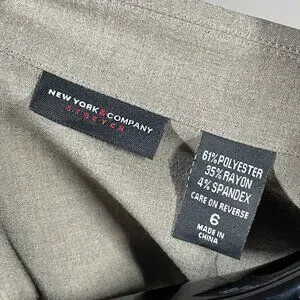 NEW YORK & COMPANY
STRETCH
61% POLYESTER
35% RAYON
4% SPANDEX
CARE ON REVERSE
6
MADE IN
CHINA